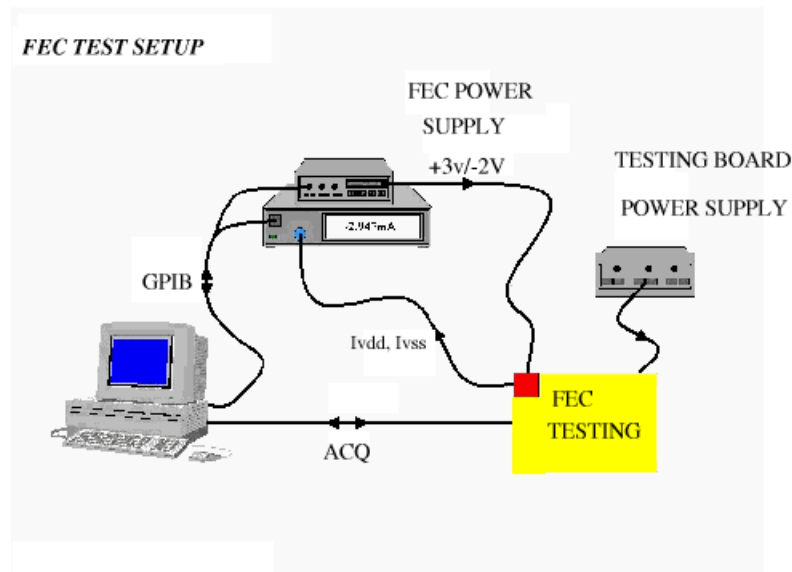 FEC TEST SETUP
FEC POWER
SUPPLY
+3v/-2V
TESTING BOARD
POWER SUPPLY
-2.947mA
GPIB
Ivdd, Ivss
FEC
TESTING
ACQ